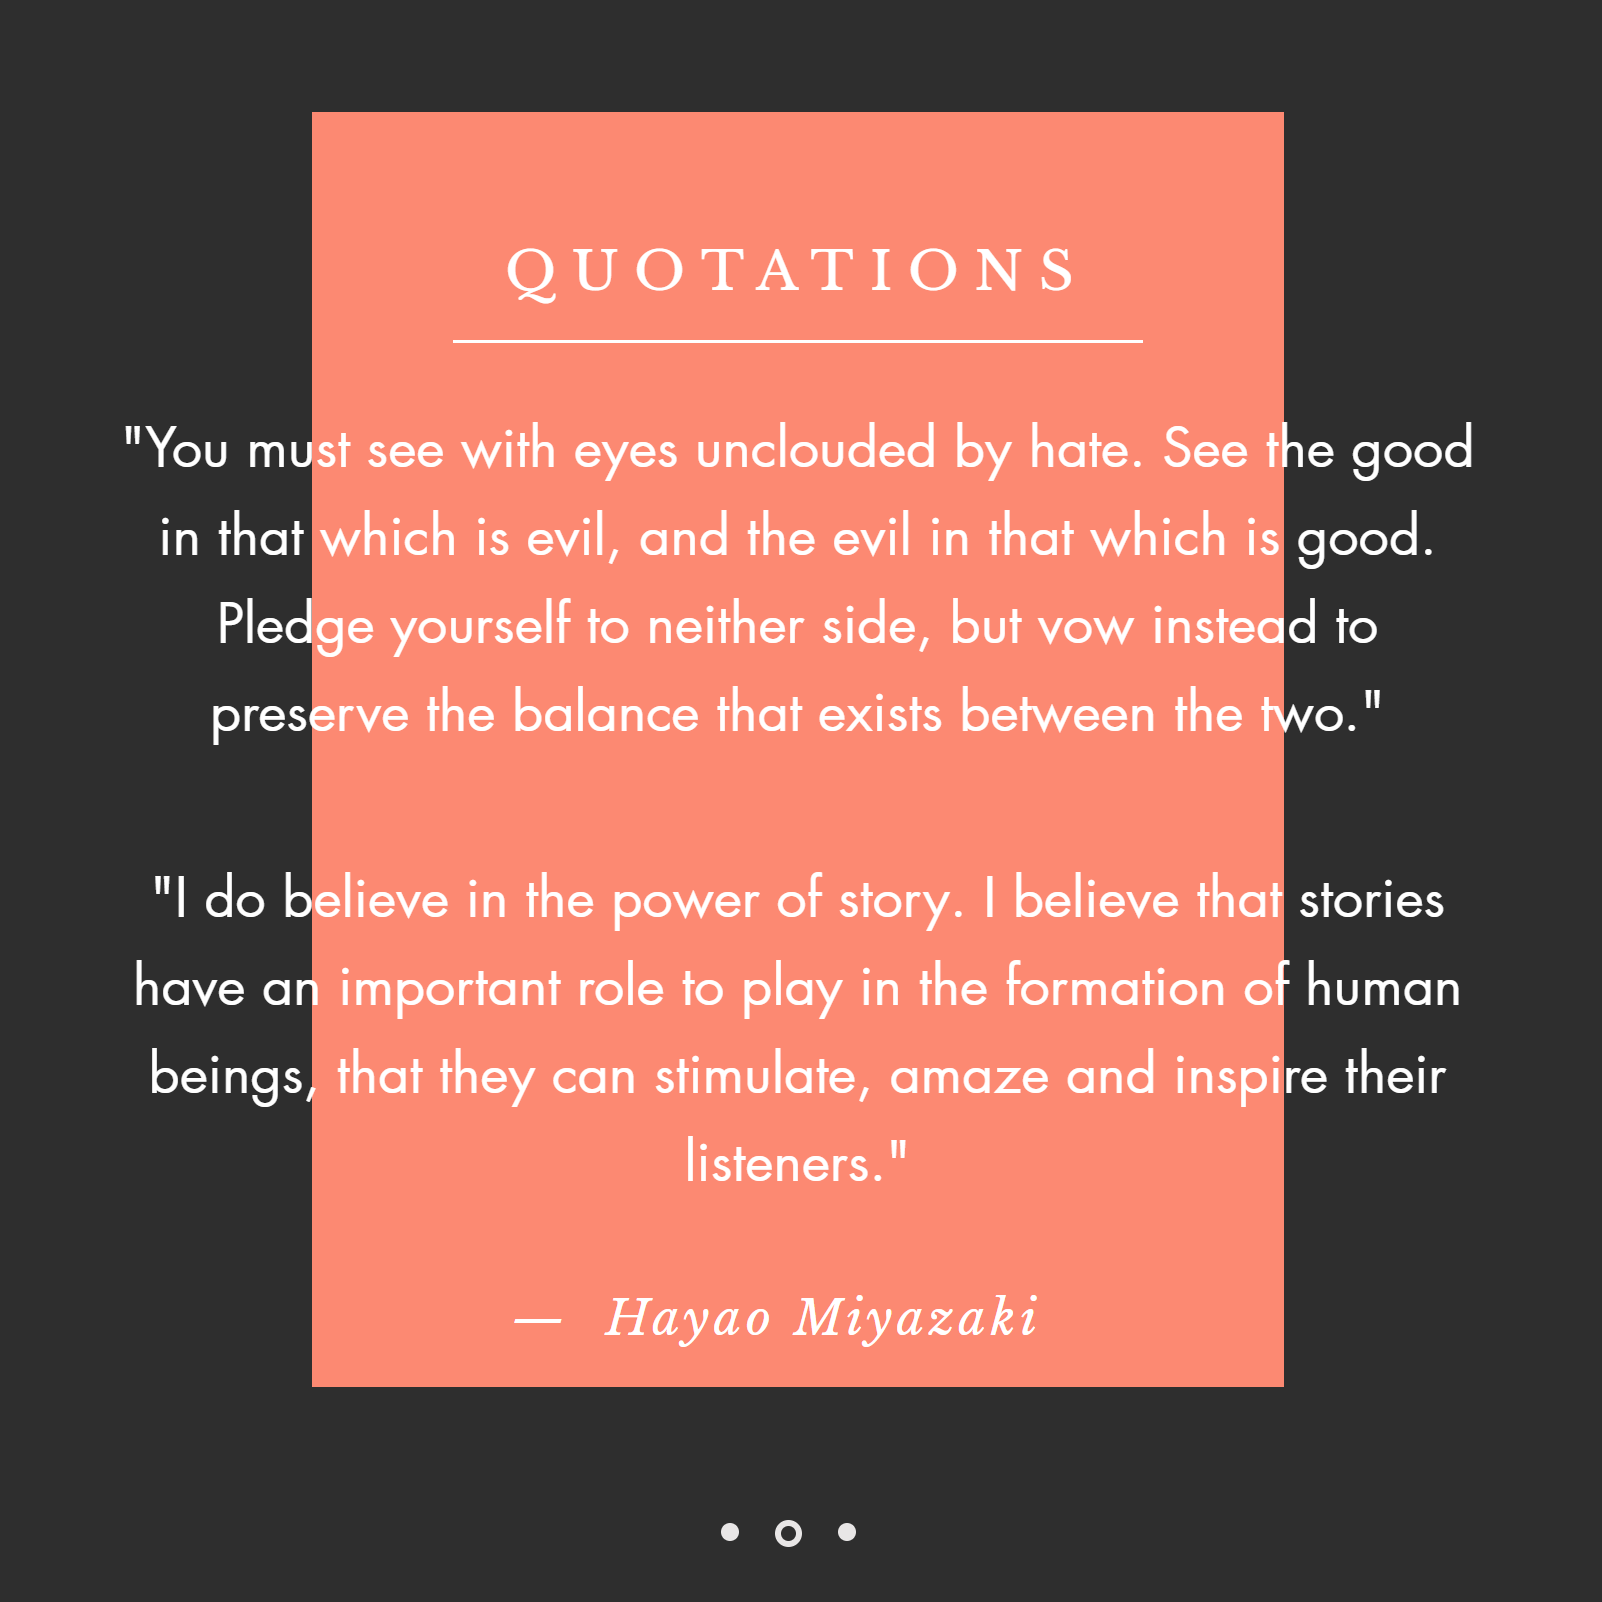 QUOTATIONS
"You must see with eyes unclouded by hate. See the good
in that which is evil, and the evil in that which is good.
Pledge yourself to neither side, but vow instead to
preserve the balance that exists between the two."
"I do believe in the power of story. I believe that stories
have an important role to play in the formation of human
beings, that they can stimulate, amaze and inspire their
listeners."
— Hayao Miyazaki